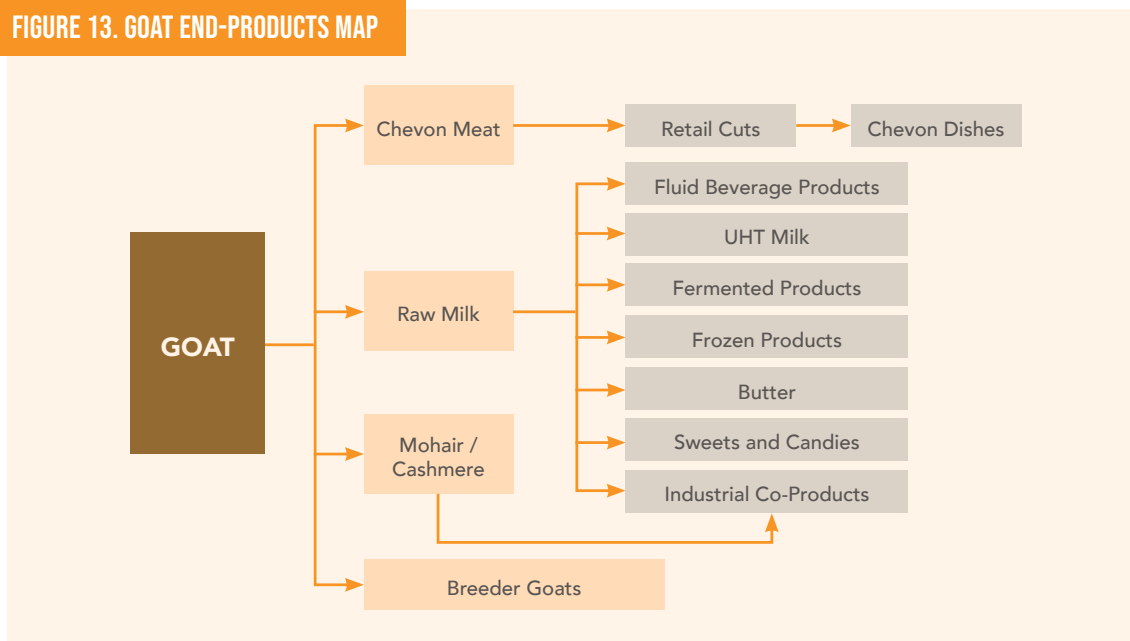 FIGURE 13. GOAT END-PRODUCTS MAP
GOAT
Chevon Meat
Retail Cuts
Chevon Dishes
Raw Milk
Fluid Beverage Products
UHT Milk
Fermented Products
Frozen Products
Butter
Sweets and Candies
Industrial Co-Products
Mohair /
Cashmere
Breeder Goats